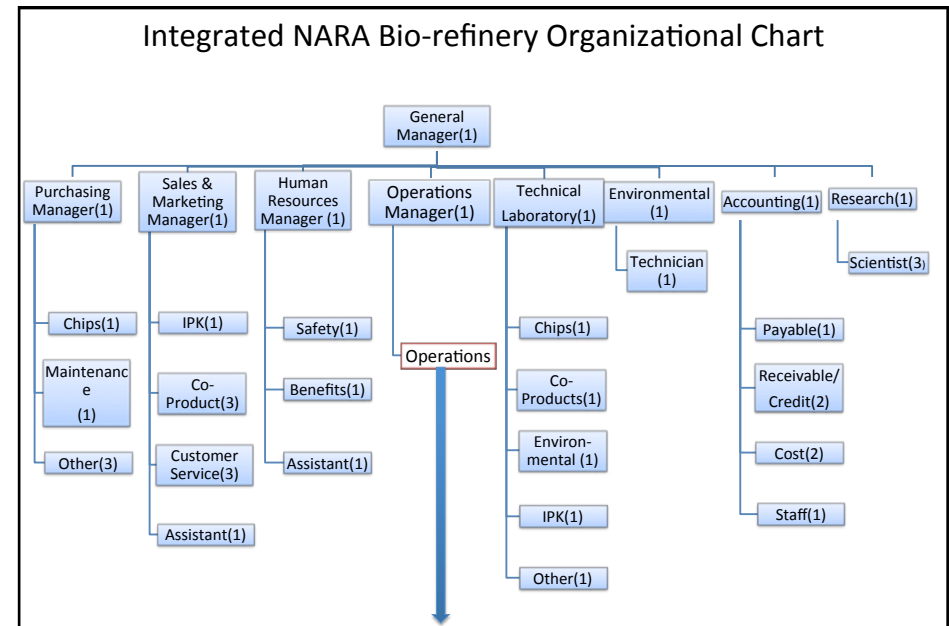 Integrated NARA Bio-refinery Organizational Chart
General
Manager(1)
Purchasing
Manager(1)
Sales &
Marketing
Manager(1)
Human
Resources
Manager (1)
Operations
Manager(1)
Technical
Laboratory(1)
Environmental
(1)
Accounting(1)
Research(1)
Chips(1)
Maintenanc
e
(1)
Other(3)
IPK(1)
Co-
Product(3)
Customer
Service(3)
Assistant(1)
Safety(1)
Benefits(1)
Assistant(1)
Operations
Chips(1)
Co-
Products(1)
Environ-
mental (1)
IPK(1)
Other(1)
Technician
(1)
Payable(1)
Receivable/
Credit(2)
Cost(2)
Staff(1)
Scientist(3)